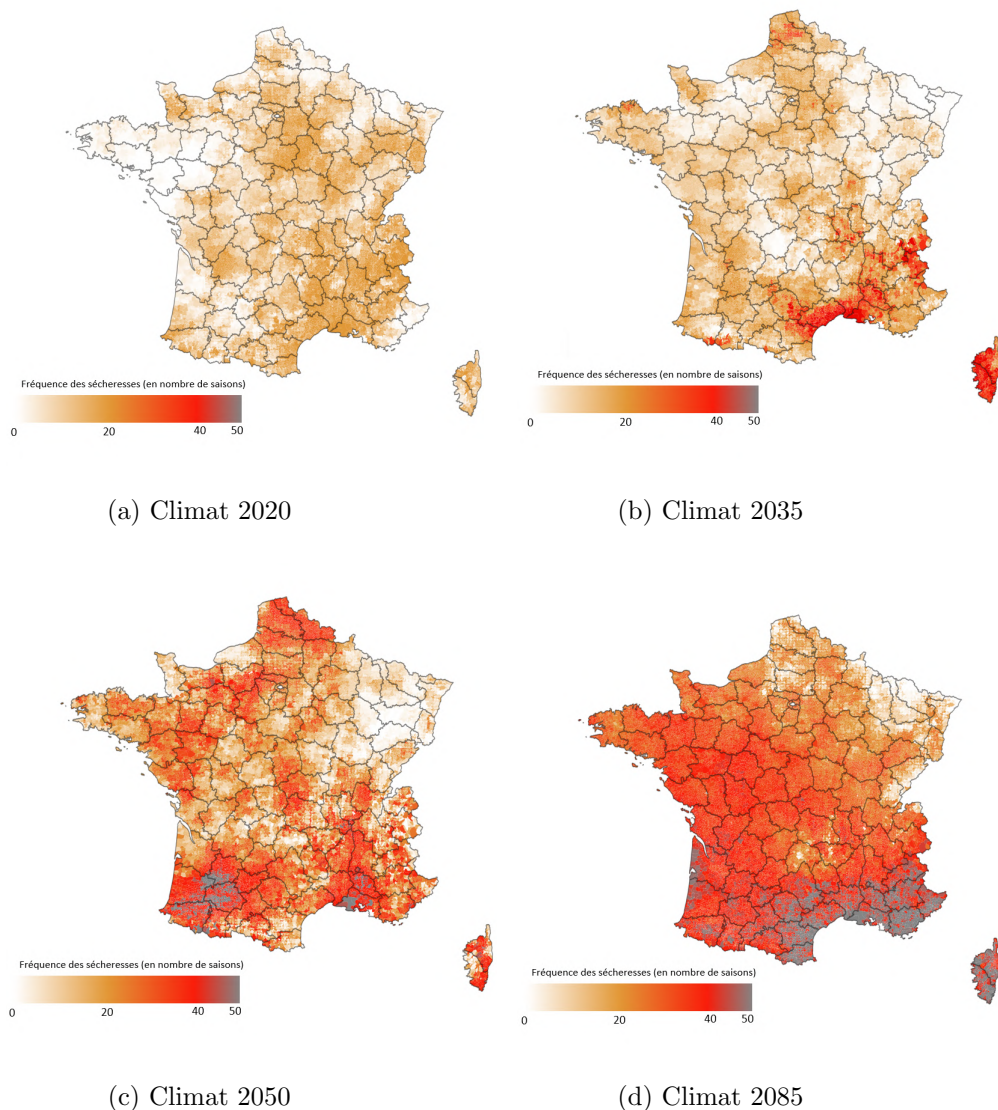 Fréquence des sécheresses (en nombre de saisons)
0 20 40 50
(a) Climat 2020
Fréquence des sécheresses (en nombre de saisons)
0 20 40 50
(b) Climat 2035
Fréquence des sécheresses (en nombre de saisons)
0 20 40 50
(c) Climat 2050
Fréquence des sécheresses (en nombre de saisons)
0 20 40 50
(d) Climat 2085